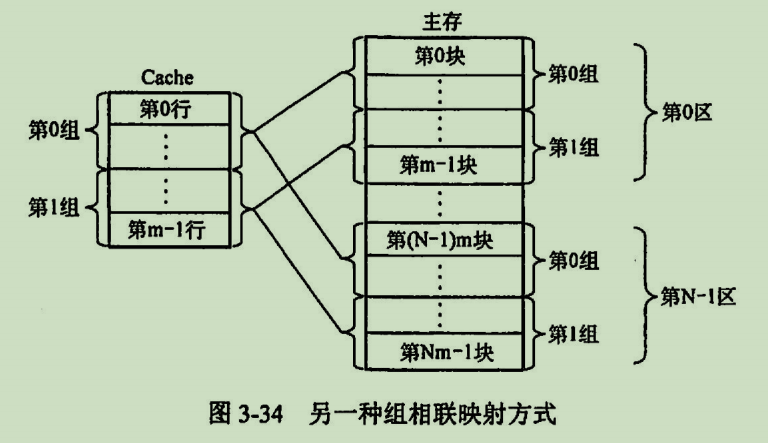 主存
第0块
第0组
第0区
第1组
第m-1块
Cache
第0行
第0组
第1组
第m-1行
第(N-1)m块
第0组
第N-1区
第1组
第Nm-1块
图 3-34 另一种组相联映射方式